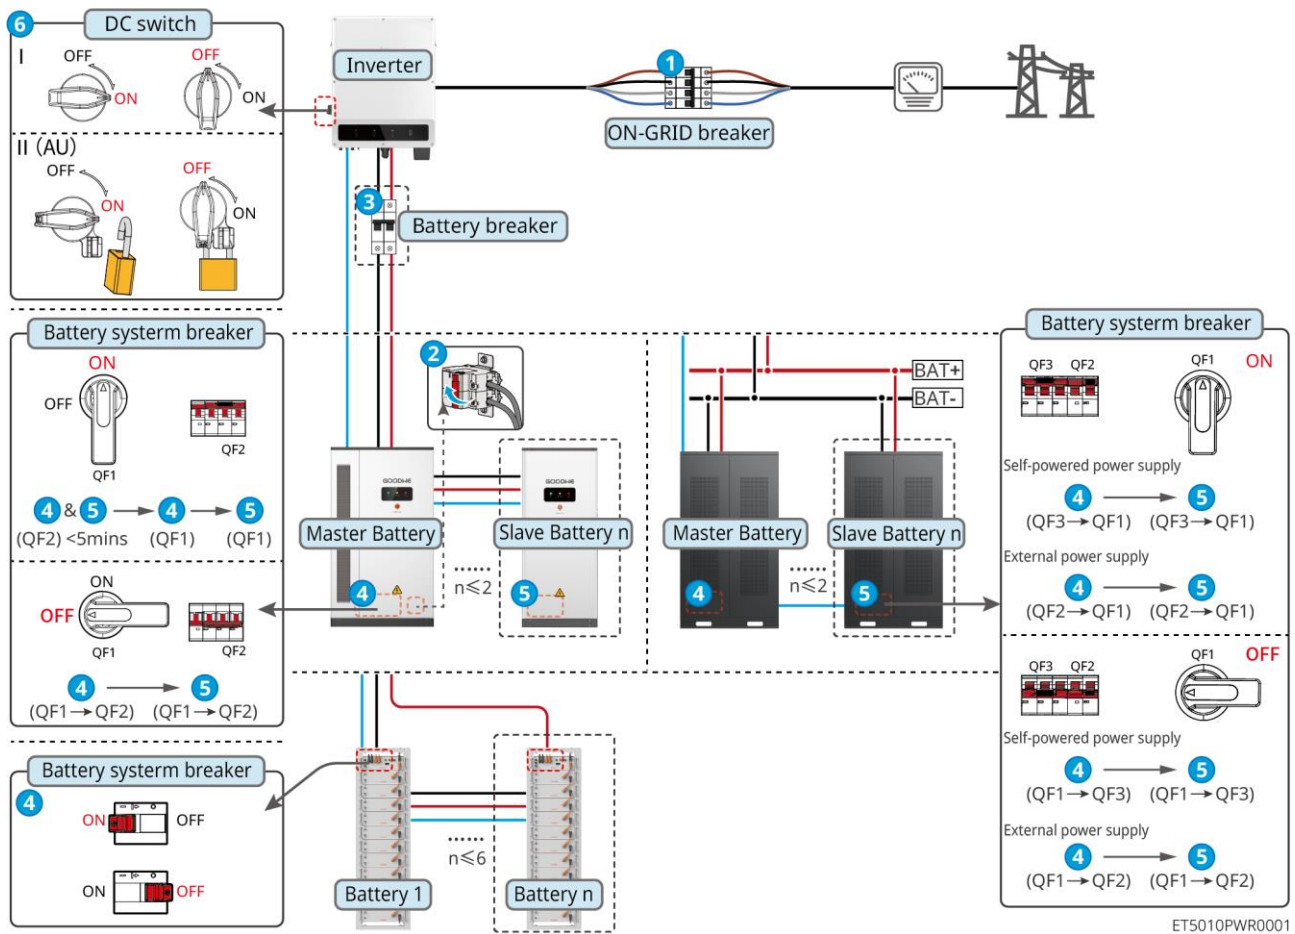 6
DC switch
I
OFF
ON
OFF
ON
II (AU)
OFF
ON
OFF
ON
Inverter
1
ON-GRID breaker
3
Battery breaker
Battery systerm breaker
ON
OFF
QF1
QF2
4 & 5 → 4 → 5
(QF2) <5mins (QF1) (QF1)
ON
OFF
QF1
QF2
4 → 5
(QF1→QF2) (QF1→QF2)
2
GOODWE
Master Battery
4
GOODWE
Slave Battery n
5
......
n≤2
BAT+
BAT-
Master Battery
4
Slave Battery n
5
......
n≤2
Battery systerm breaker
QF3 QF2 QF1 ON
Self-powered power supply
4 → 5
(QF3→QF1) (QF3→QF1)
External power supply
4 → 5
(QF2→QF1) (QF2→QF1)
QF3 QF2 QF1 OFF
Self-powered power supply
4 → 5
(QF1→QF3) (QF1→QF3)
External power supply
4 → 5
(QF1→QF2) (QF1→QF2)
Battery systerm breaker
4
ON OFF
ON OFF
......
n≤6
Battery 1
Battery n
ET5010PWR0001